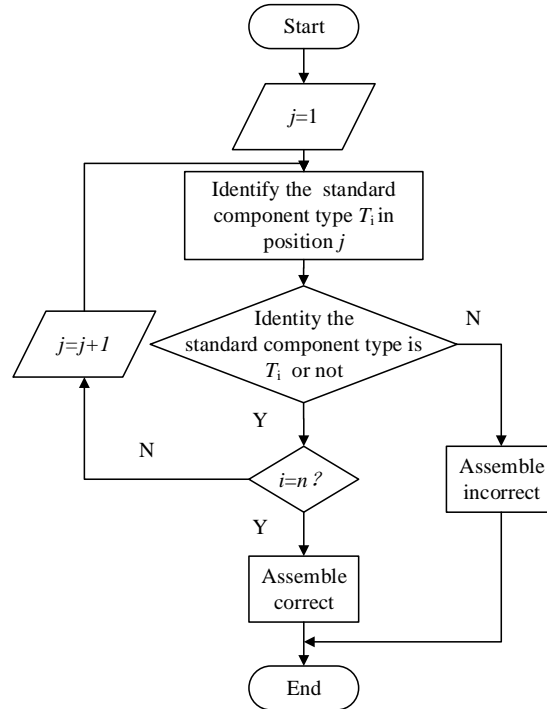 Start
j=1
Identify the standard
component type Ti in
position j
Identity the
standard component type is
Ti or not
N
j=j+1
Y
N
i=n?
Assemble
incorrect
Y
Assemble
correct
End